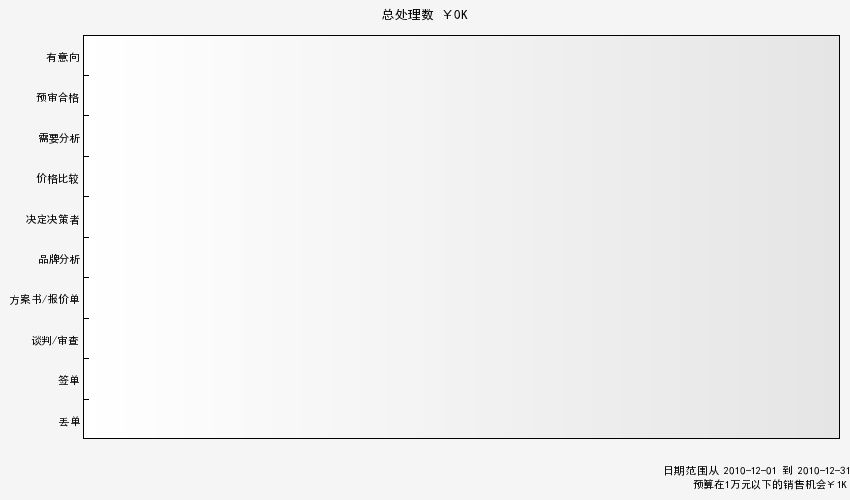 总处理数 ￥0K
有意向
预审合格
需要分析
价格比较
决定决策者
品牌分析
方案书/报价单
谈判/审查
签单
丢单
日期范围从 2010-12-01 到 2010-12-31
预算在1万元以下的销售机会￥1K